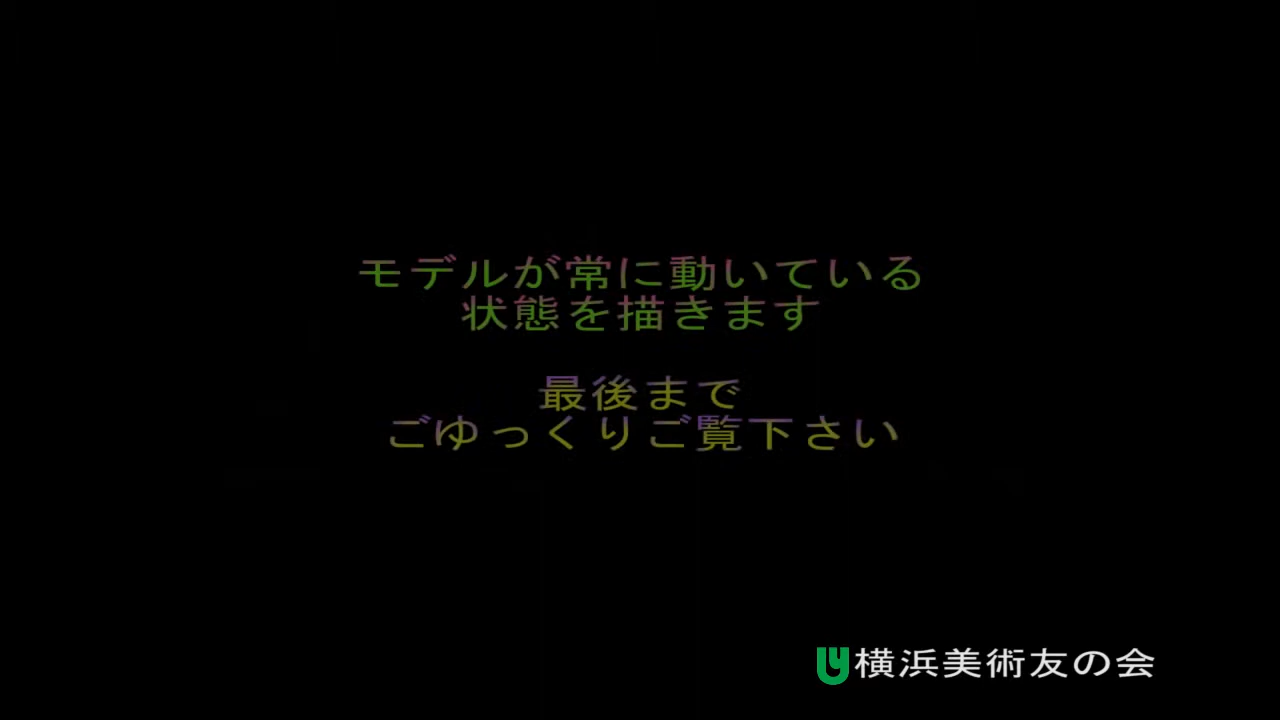 モデルが常に動いている
状態を描きます
最後まで
ごゆっくりご覧下さい
横浜美術友の会